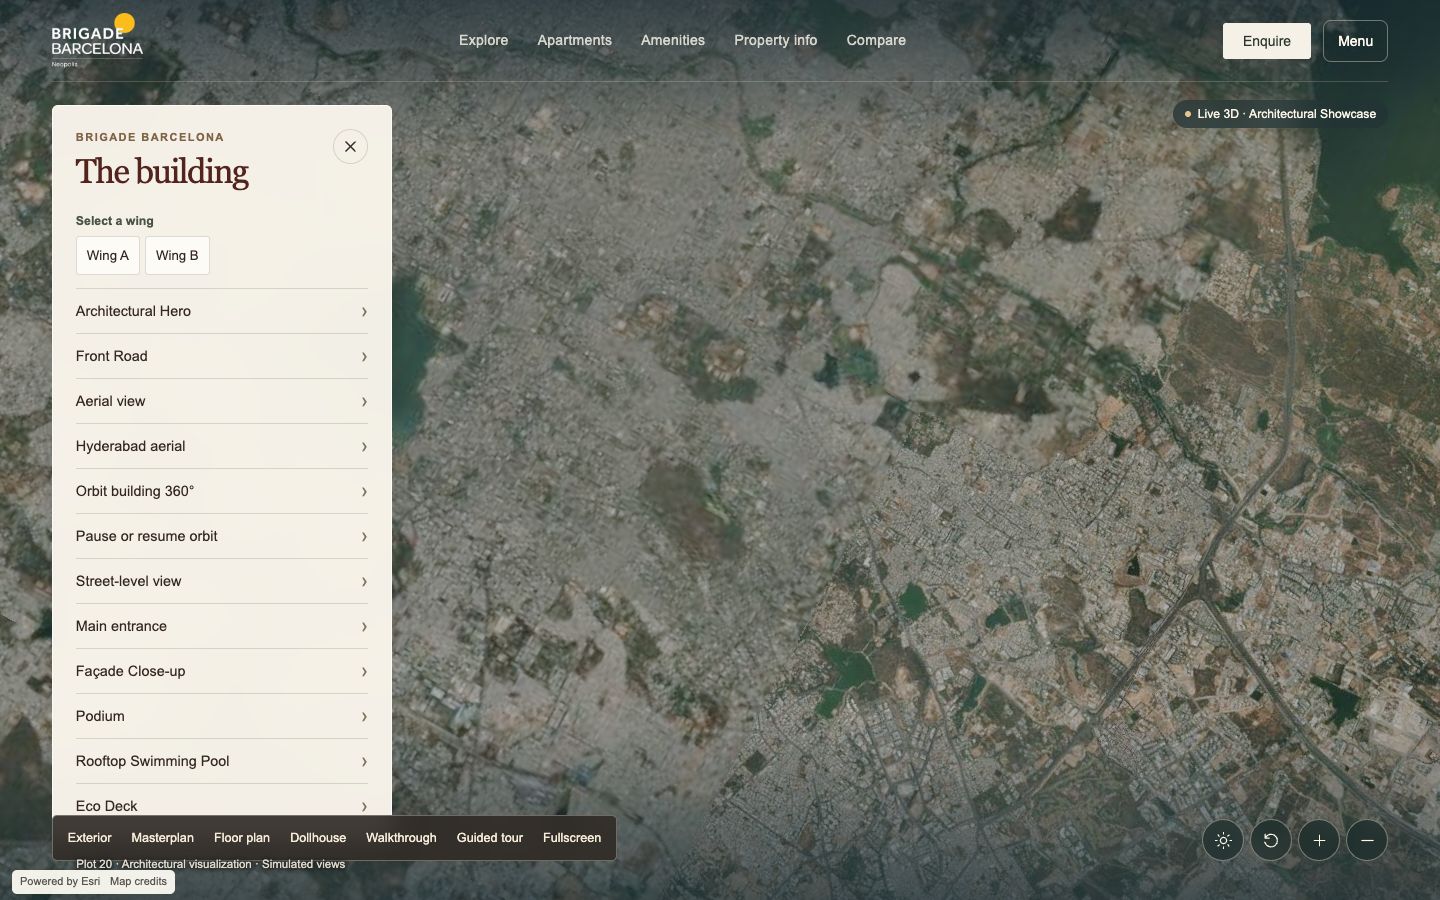 BRIGADE
BARCELONA
Neopolis
Explore
Apartments
Amenities
Property info
Compare
Enquire
Menu
Live 3D · Architectural Showcase
BRIGADE BARCELONA
The building
Select a wing
Wing A
Wing B
Architectural Hero
Front Road
Aerial view
Hyderabad aerial
Orbit building 360°
Pause or resume orbit
Street-level view
Main entrance
Façade Close-up
Podium
Rooftop Swimming Pool
Eco Deck
Exterior
Masterplan
Floor plan
Dollhouse
Walkthrough
Guided tour
Fullscreen
Plot 20 · Architectural visualization · Simulated views
Powered by Esri
Map credits